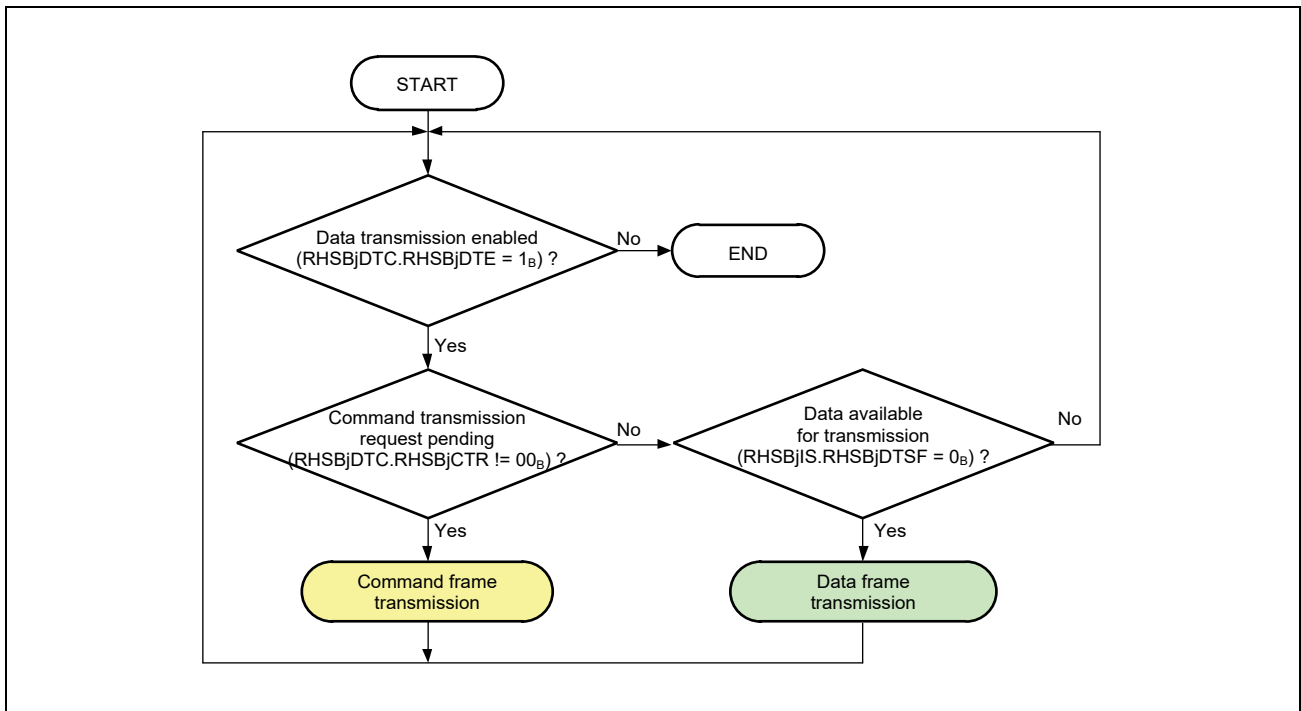 START
Data transmission enabled
(RHSBjDTC.RHSBjDTE = 1B) ?
No
END
Yes
Command transmission
request pending
(RHSBjDTC.RHSBjCTR != 00B) ?
No
Data available
for transmission
(RHSBjIS.RHSBjDTSF = 0B) ?
No
Yes
Yes
Command frame
transmission
Data frame
transmission